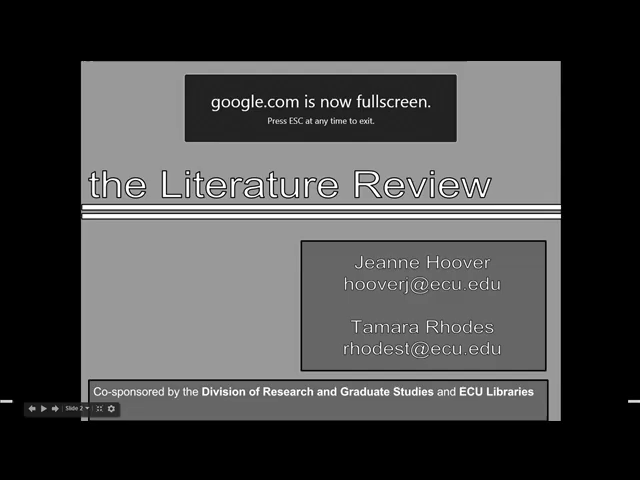 google.com is now fullscreen.
Press ESC at any time to exit.
the Literature Review
Jeanne Hoover
hooverj@ecu.edu
Tamara Rhodes
rhodest@ecu.edu
Co-sponsored by the Division of Research and Graduate Studies and ECU Libraries
Slide 2